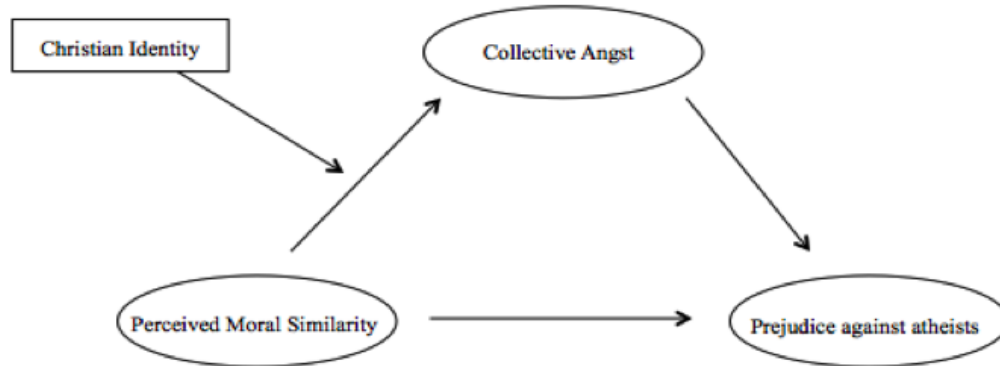 Christian Identity
Collective Angst
Perceived Moral Similarity
Prejudice against atheists